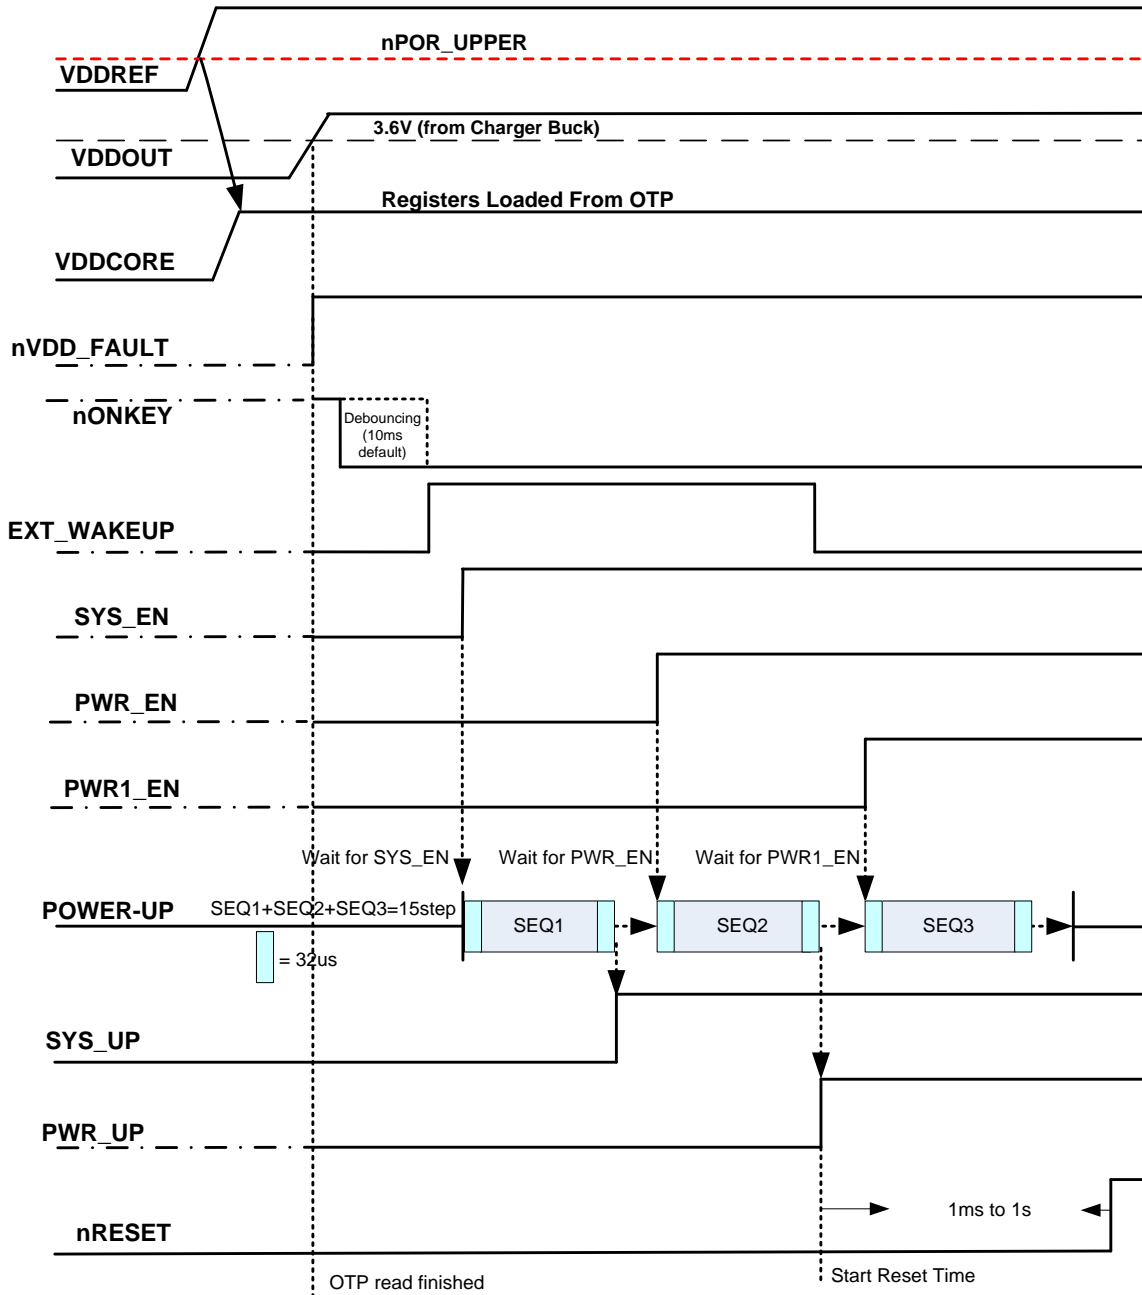 nPOR_UPPER
VDDREF
3.6V (from Charger Buck)
VDDOUT
Registers Loaded From OTP
VDDCORE
nVDD_FAULT
nONKEY
Debouncing
(10ms
default)
EXT_WAKEUP
SYS_EN
PWR_EN
PWR1_EN
Wait for SYS_EN
Wait for PWR_EN
Wait for PWR1_EN
POWER-UP
SEQ1+SEQ2+SEQ3=15step
SEQ1
SEQ2
SEQ3
= 32us
SYS_UP
PWR_UP
1ms to 1s
nRESET
OTP read finished
Start Reset Time